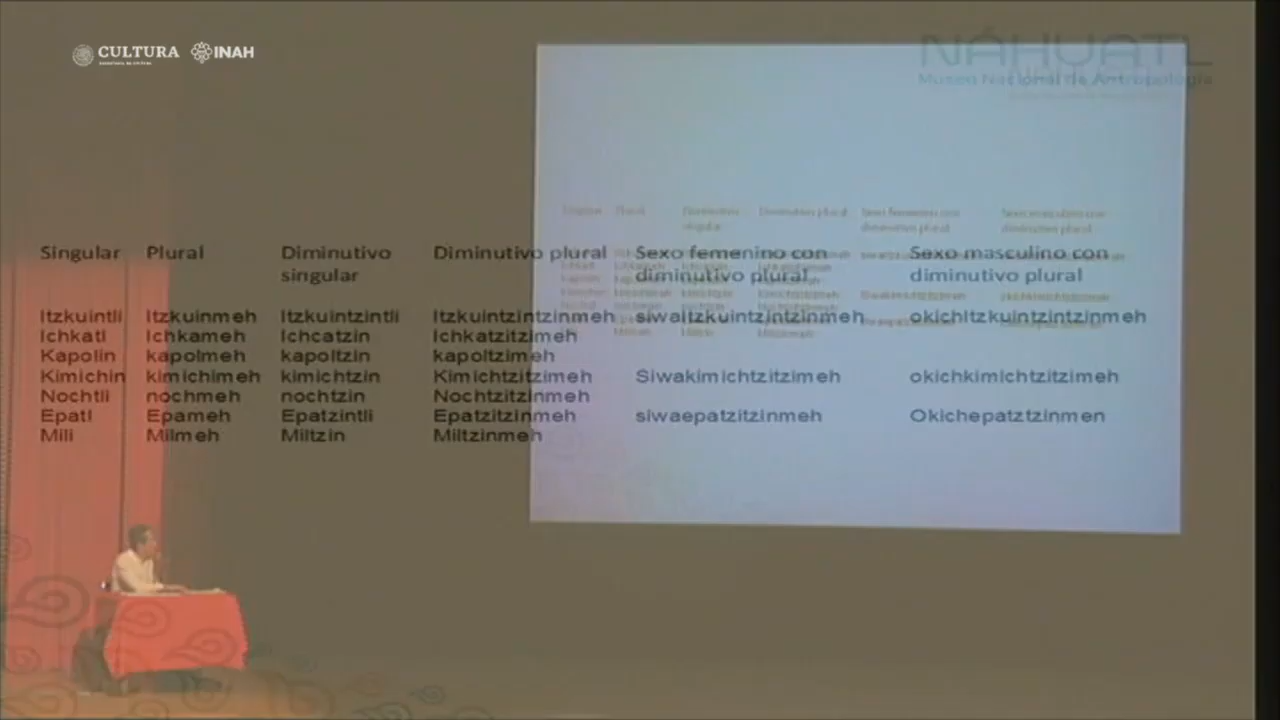 CULTURA INAH
NÁHUATL
Museo Nacional de Antropología
Singular Plural Diminutivo singular Diminutivo plural Sexo femenino con diminutivo plural Sexo masculino con diminutivo plural
Itzkuintli Itzkuinmeh Itzkuintzintli Itzkuintzintzinmeh siwaitzkuintzintzinmeh okichItzkuintzintzinmeh
Ichkatl Ichkameh Ichcatzin Ichkatzitzimeh
Kapolin kapolmeh kapoltzin kapoltzimeh
Kimichin kimichimeh kimichtzin Kimichtzitzimeh Siwakimichtzitzimeh okichkimichtzitzimeh
Nochtli nochmeh nochtzin Nochtzitzinmeh
Epatl Epameh Epatzintli Epatzitzinmeh siwaepatzitzinmeh Okichepatztzinmen
Mili Milmeh Miltzin Miltzinmeh